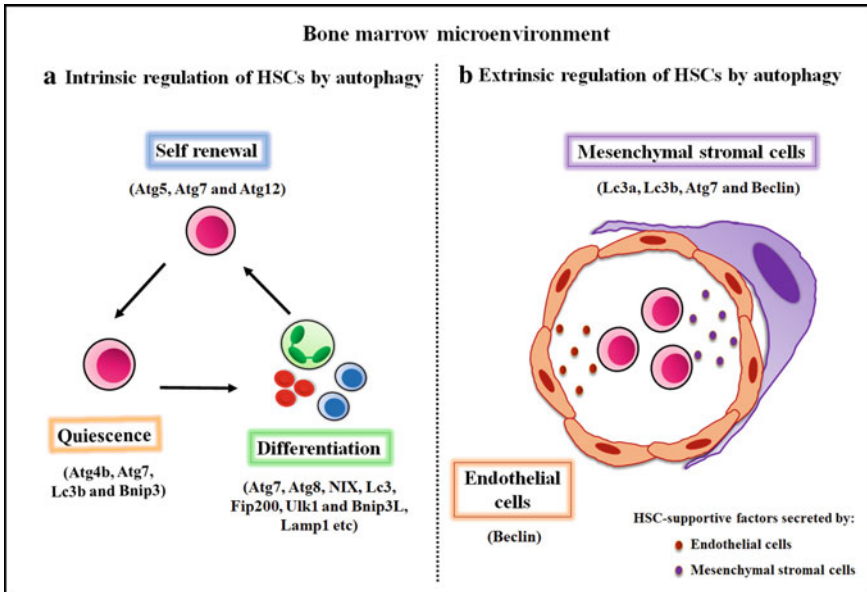 Bone marrow microenvironment
a Intrinsic regulation of HSCs by autophagy
Self renewal
(Atg5, Atg7 and Atg12)
Quiescence
(Atg4b, Atg7,
Lc3b and Bnip3)
Differentiation
(Atg7, Atg8, NIX, Lc3,
Fip200, Ulk1 and Bnip3L,
Lamp1 etc)
b Extrinsic regulation of HSCs by autophagy
Mesenchymal stromal cells
(Lc3a, Lc3b, Atg7 and Beclin)
Endothelial
cells
(Beclin)
HSC-supportive factors secreted by:
Endothelial cells
Mesenchymal stromal cells